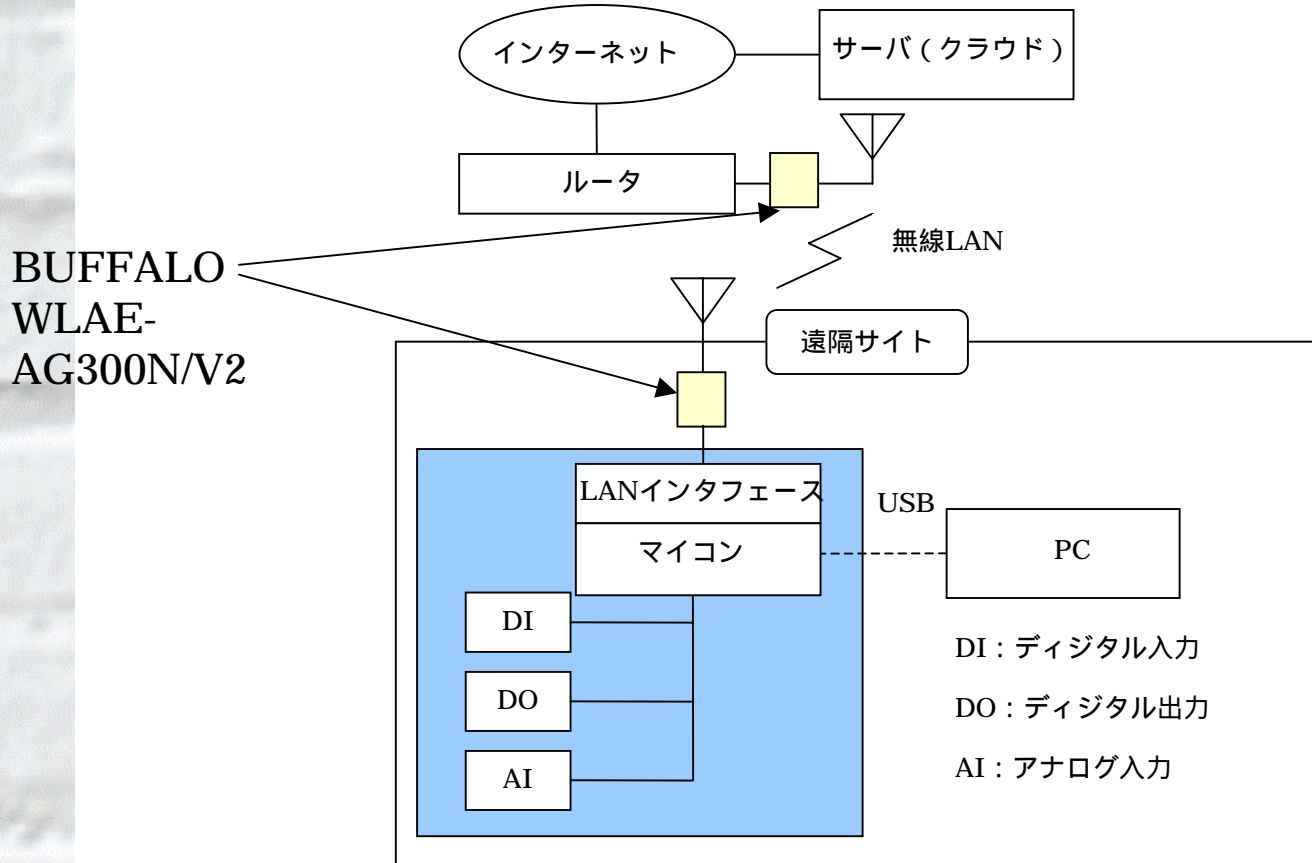 インターネット
サーバ（クラウド）
ルータ
無線LAN
BUFFALO
WLAE-
AG300N/V2
遠隔サイト
LANインタフェース
USB
マイコン
PC
DI
DI：ディジタル入力
DO
DO：ディジタル出力
AI
AI：アナログ入力